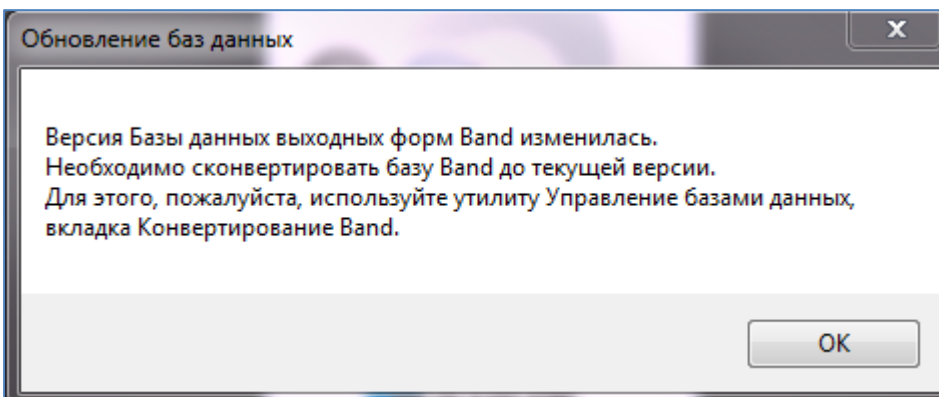 Обновление баз данных
Версия Базы данных выходных форм Band изменилась.
Необходимо сконвертировать базу Band до текущей версии.
Для этого, пожалуйста, используйте утилиту Управление базами данных,
вкладка Конвертирование Band.
OK